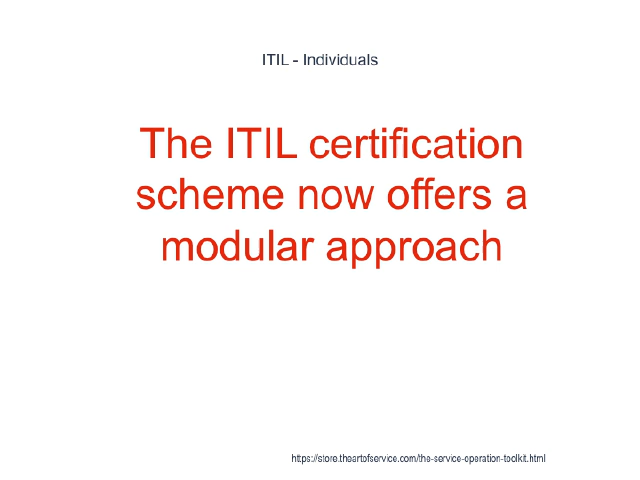 ITIL - Individuals
The ITIL certification
scheme now offers a
modular approach
https://store.theartofservice.com/the-service-operation-toolkit.html